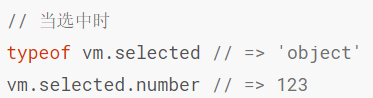 // 当选中时
typeof vm.selected // => 'object'
vm.selected.number // => 123